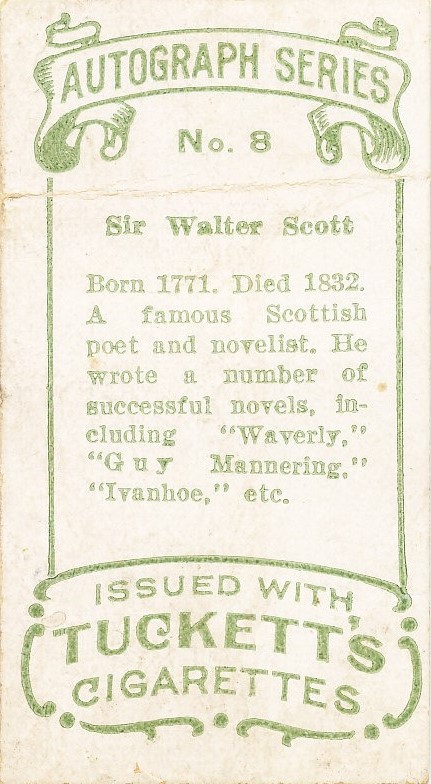 AUTOGRAPH SERIES
No. 8
Sir Walter Scott
Born 1771. Died 1832.
A famous Scottish
poet and novelist. He
wrote a number of
successful novels, in-
cluding "Waverly,"
"Guy Mannering,"
"Ivanhoe," etc.
ISSUED WITH
TUCKETT'S
CIGARETTES